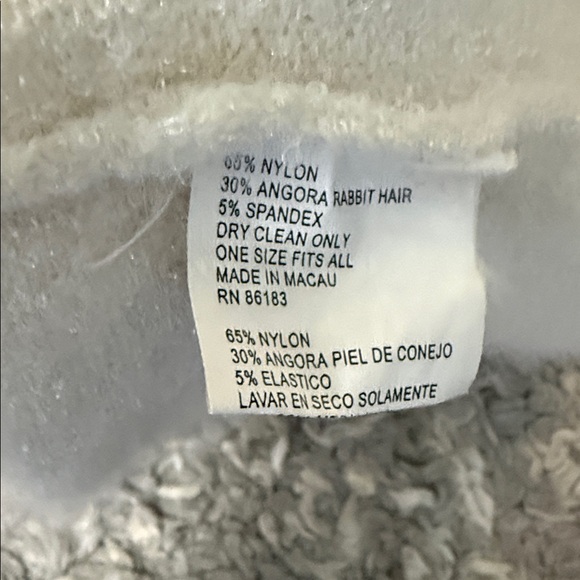 65% NYLON
30% ANGORA RABBIT HAIR
5% SPANDEX
DRY CLEAN ONLY
ONE SIZE FITS ALL
MADE IN MACAU
RN 86183
65% NYLON
30% ANGORA PIEL DE CONEJO
5% ELASTICO
LAVAR EN SECO SOLAMENTE